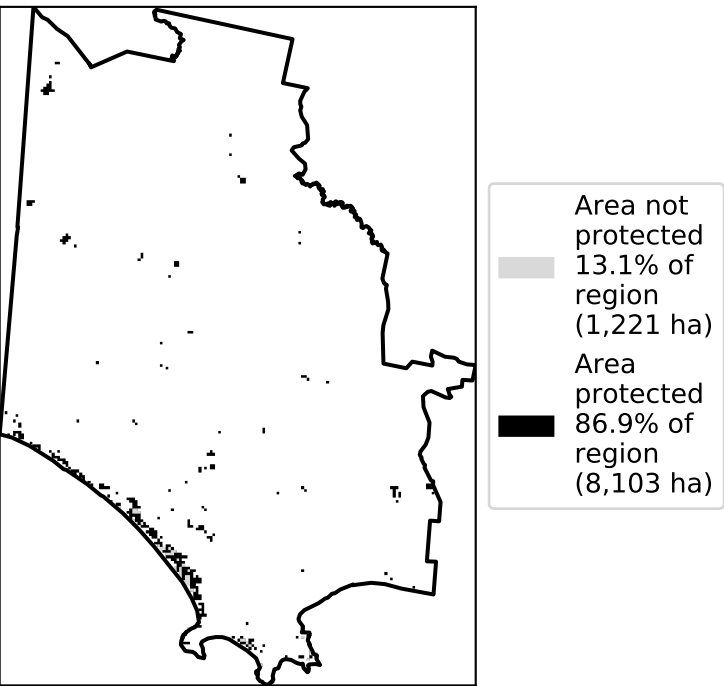 Area not
protected
13.1% of
region
(1,221 ha)
Area
protected
86.9% of
region
(8,103 ha)